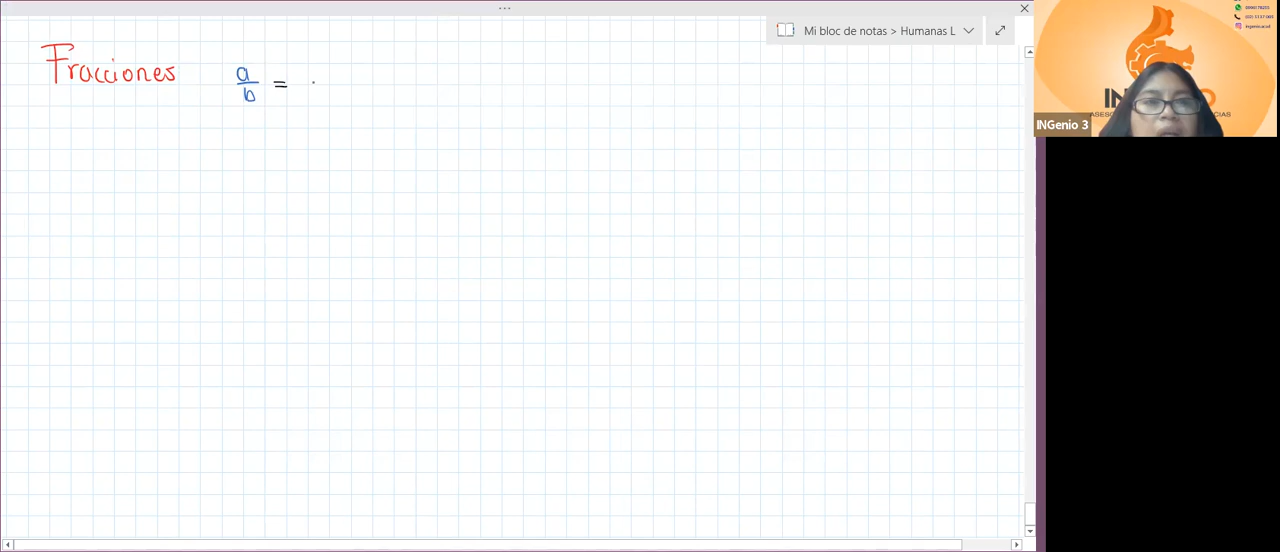 Mi bloc de notas > Humanas L
Fracciones a/b =
INGenio 3